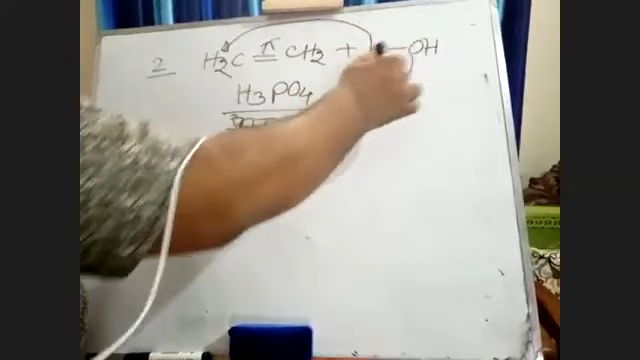 2 H2C = CH2 + — OH
π
H3PO4